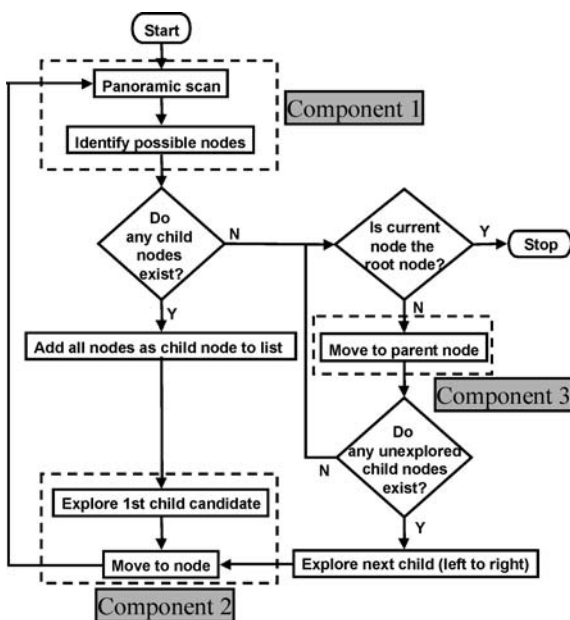 Start
Panoramic scan
Component 1
Identify possible nodes
Do
any child
nodes
exist?
N
Is current
node the
root node?
Y
Stop
Y
N
Add all nodes as child node to list
Move to parent node
Component 3
Do
any unexplored
child nodes
exist?
N
Y
Explore 1st child candidate
Move to node
Explore next child (left to right)
Component 2